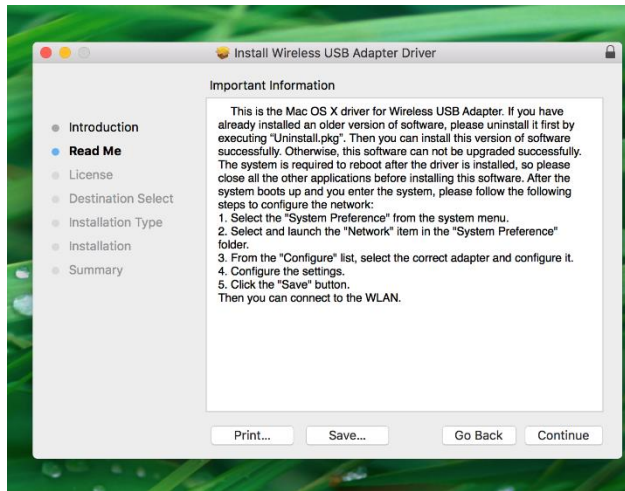 Install Wireless USB Adapter Driver
Important Information
Introduction
Read Me
License
Destination Select
Installation Type
Installation
Summary
This is the Mac OS X driver for Wireless USB Adapter. If you have
already installed an older version of software, please uninstall it first by
executing “Uninstall.pkg”. Then you can install this version of software
successfully. Otherwise, this software can not be upgraded successfully.
The system is required to reboot after the driver is installed, so please
close all the other applications before installing this software. After the
system boots up and you enter the system, please follow the following
steps to configure the network:
1. Select the "System Preference" from the system menu.
2. Select and launch the "Network" item in the "System Preference"
folder.
3. From the "Configure" list, select the correct adapter and configure it.
4. Configure the settings.
5. Click the "Save" button.
Then you can connect to the WLAN.
Print...
Save...
Go Back
Continue